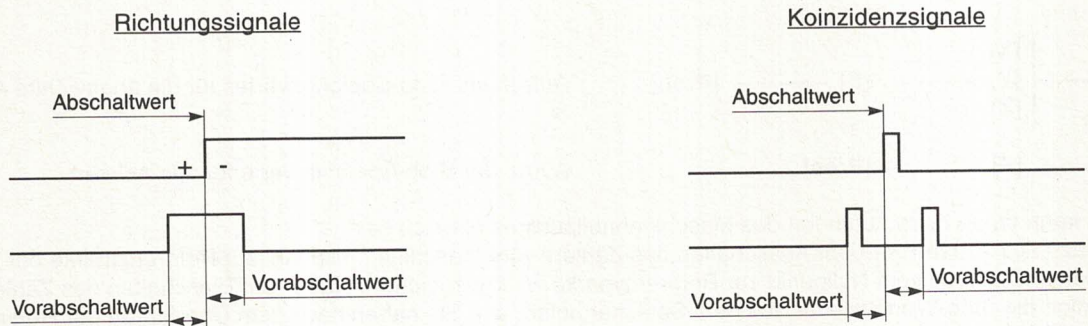 Richtungssignale
Abschaltwert
+ -
Vorabschaltwert
Vorabschaltwert
Koinzidenzsignale
Abschaltwert
Vorabschaltwert
Vorabschaltwert